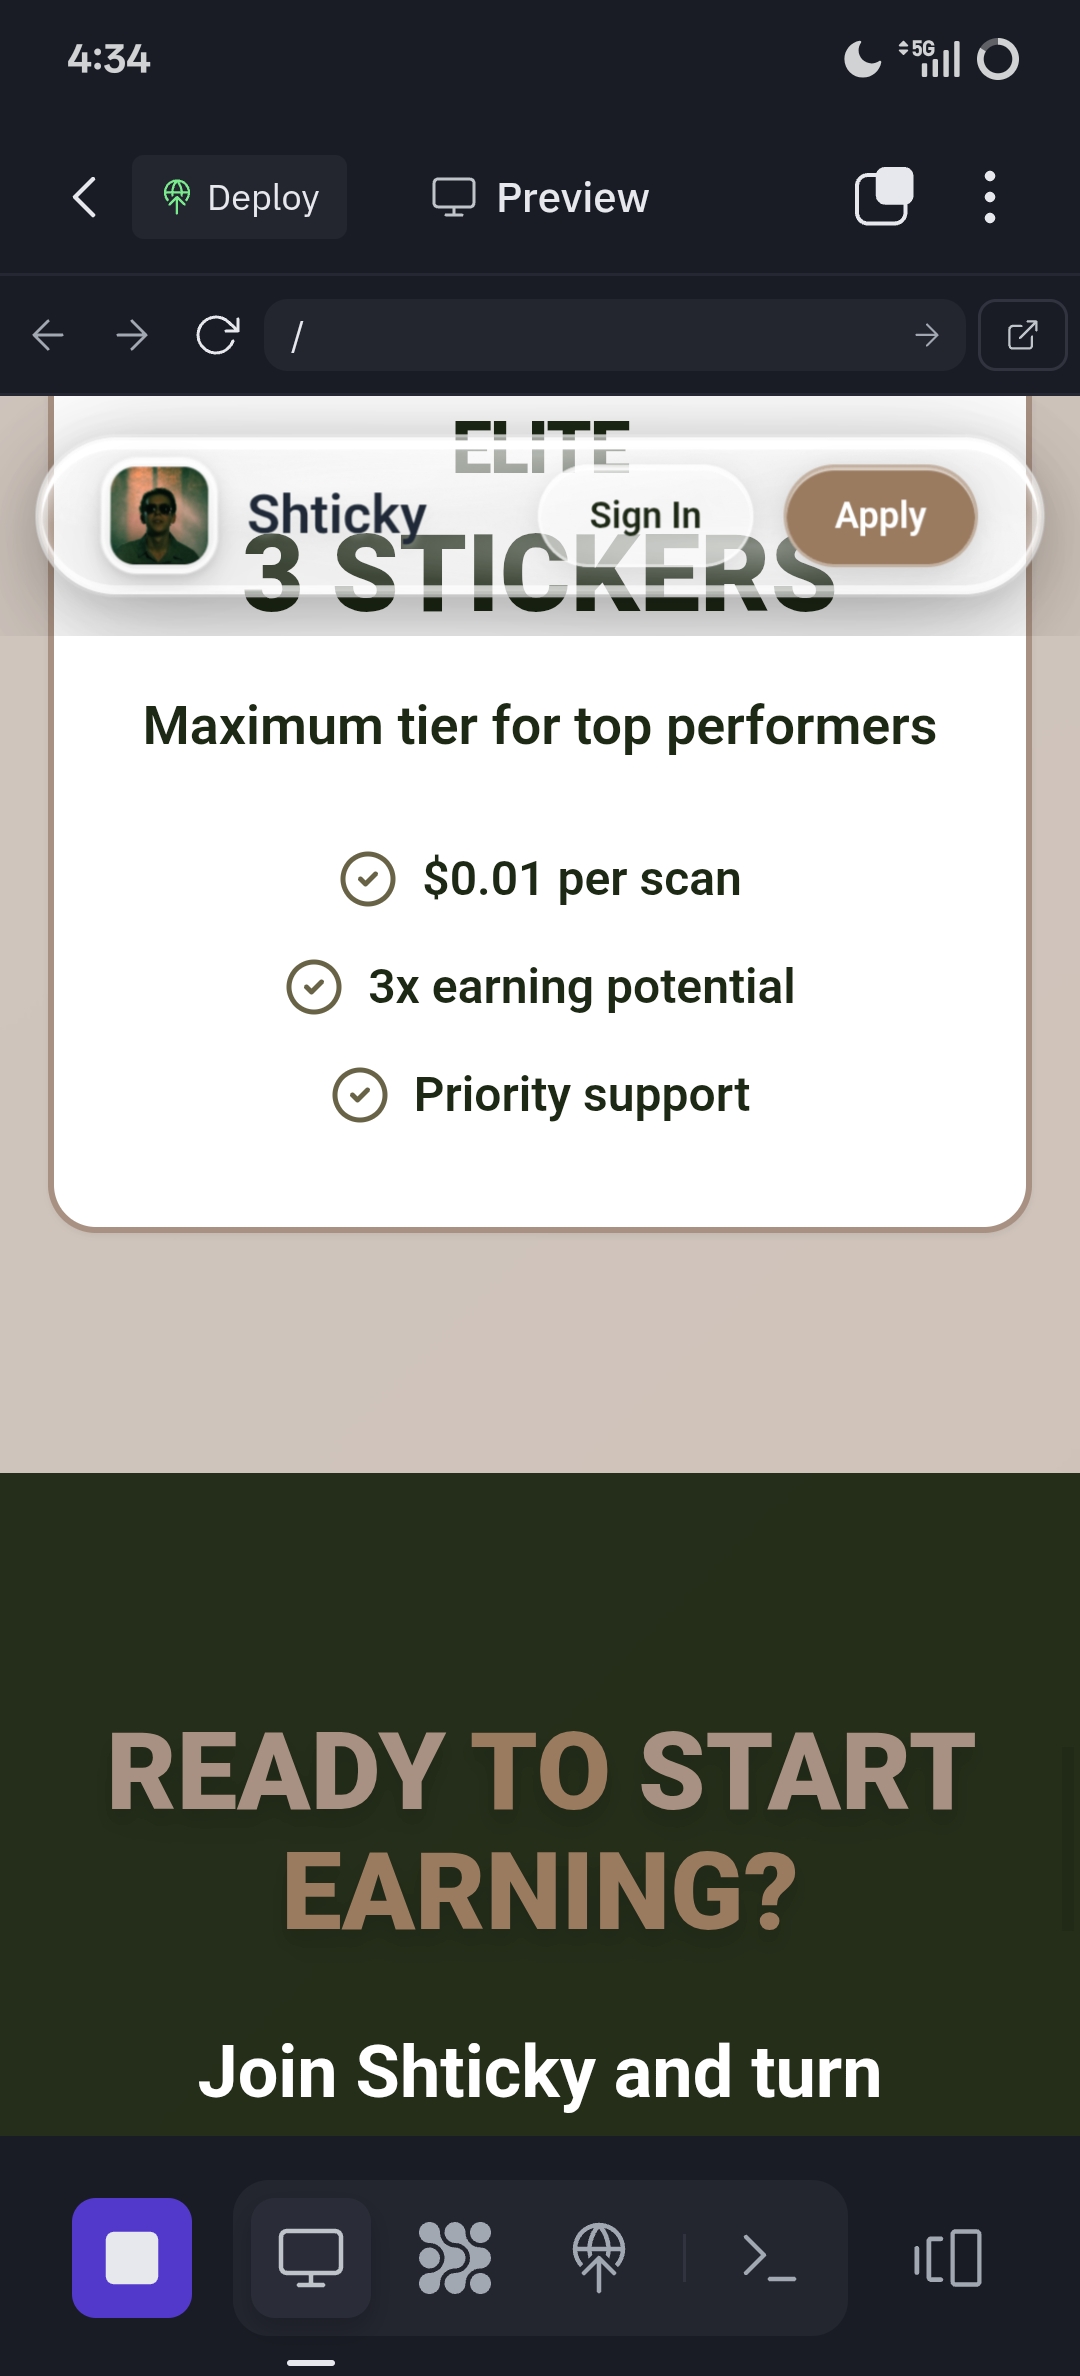 4:34
5G
Deploy
Preview
/
ELITE
Shticky
Sign In
Apply
3 STICKERS
Maximum tier for top performers
$0.01 per scan
3x earning potential
Priority support
READY TO START
EARNING?
Join Shticky and turn